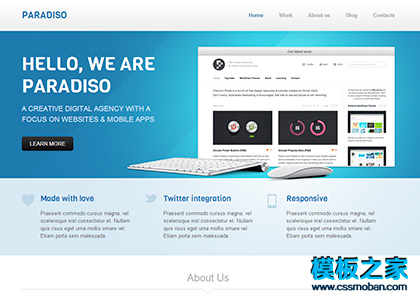 PARADISO
Home Work About us Blog Contacts
HELLO, WE ARE
PARADISO
A CREATIVE DIGITAL AGENCY WITH A
FOCUS ON WEBSITES & MOBILE APPS
LEARN MORE
Our latest work
Made with love
Praesent commodo cursus magna, vel
scelerisque nisl consectetur et. Nullam
quis risus eget urna mollis ornare vel.
Etiam porta sem malesuada.
Twitter integration
Praesent commodo cursus magna, vel
scelerisque nisl consectetur et. Nullam
quis risus eget urna mollis ornare vel.
Etiam porta sem malesuada.
Responsive
Praesent commodo cursus magna, vel
scelerisque nisl consectetur et. Nullam
quis risus eget urna mollis ornare vel.
Etiam porta sem malesuada.
About Us
模板之家
www.cssmoban.com